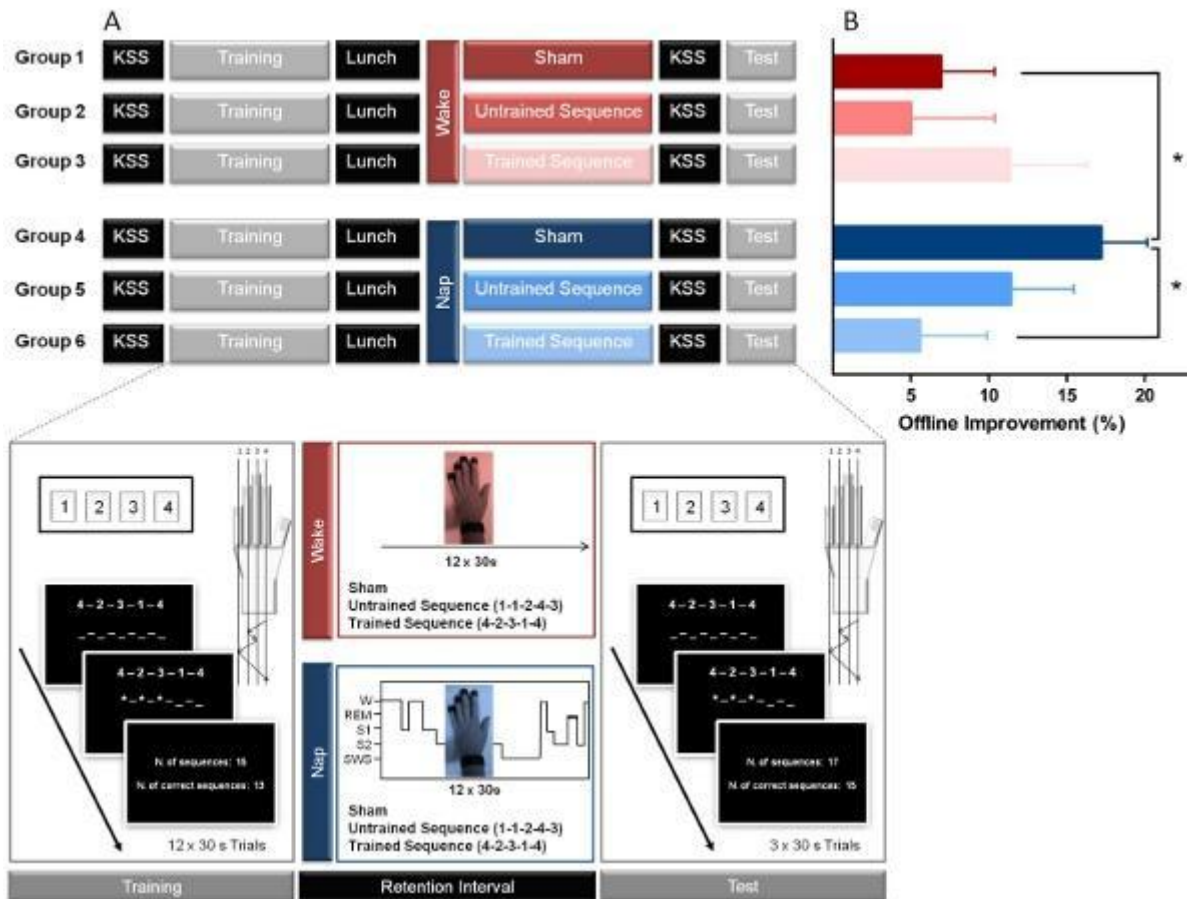 A
B
Group 1 KSS Training Lunch Sham KSS Test
Group 2 KSS Training Lunch Untrained Sequence KSS Test
Group 3 KSS Training Lunch Trained Sequence KSS Test
Wake
Group 4 KSS Training Lunch Sham KSS Test
Group 5 KSS Training Lunch Untrained Sequence KSS Test
Group 6 KSS Training Lunch Trained Sequence KSS Test
Nap
*
*
5 10 15 20
Offline Improvement (%)
1 2 3 4
1 2 3 4
4 – 2 – 3 – 1 – 4
_-_-_-_-_-_
4 – 2 – 3 – 1 – 4
*-*-*-_-_-_
N. of sequences: 15
N. of correct sequences: 13
12 x 30 s Trials
Training
Wake
12 x 30s
Sham
Untrained Sequence (1-1-2-4-3)
Trained Sequence (4-2-3-1-4)
Nap
W
REM
S1
S2
SWS
12 x 30s
Sham
Untrained Sequence (1-1-2-4-3)
Trained Sequence (4-2-3-1-4)
Retention Interval
1 2 3 4
1 2 3 4
4 – 2 – 3 – 1 – 4
_-_-_-_-_-_
4 – 2 – 3 – 1 – 4
*-*-*-_-_-_
N. of sequences: 17
N. of correct sequences: 15
3 x 30 s Trials
Test